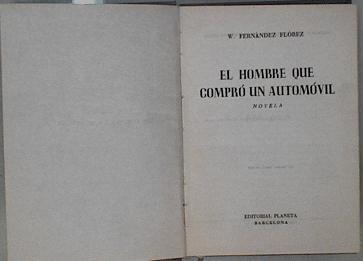 W. FERNÁNDEZ FLÓREZ
EL HOMBRE QUE
COMPRÓ UN AUTOMÓVIL
NOVELA
EDITORIAL PLANETA
BARCELONA